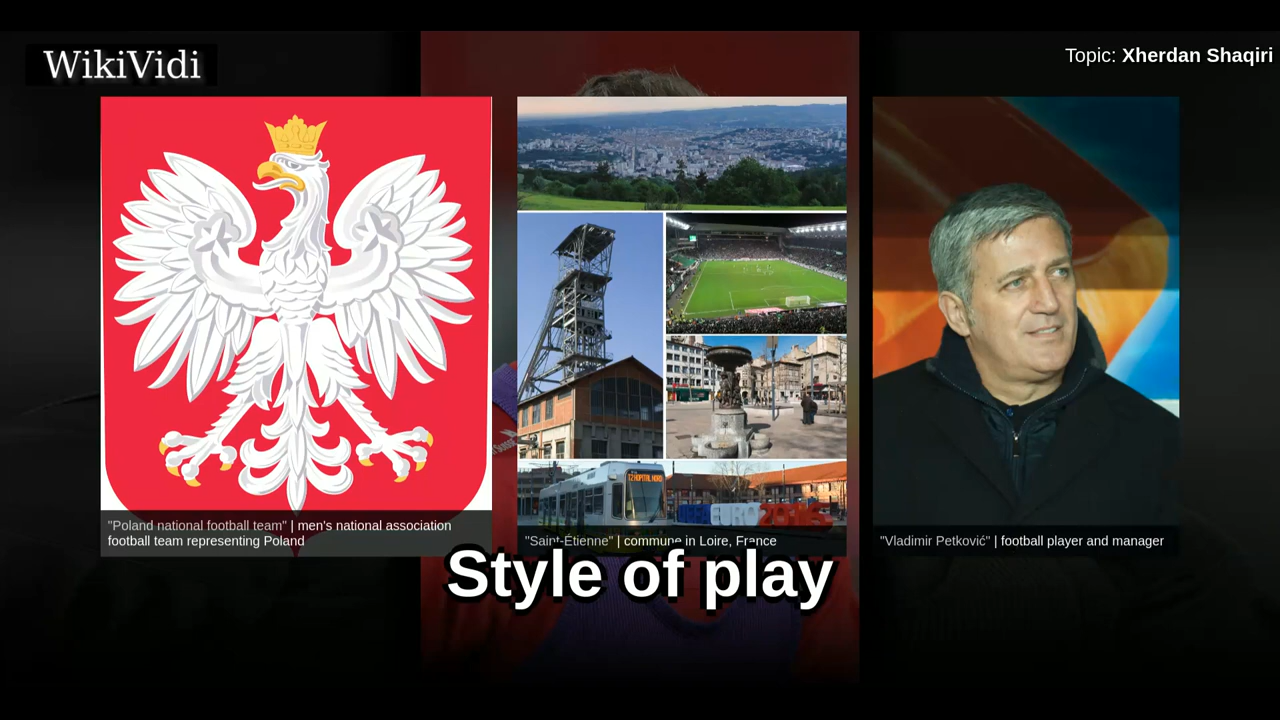 WikiVidi
Topic: Xherdan Shaqiri
"Poland national football team" | men's national association
football team representing Poland
"Saint-Étienne" | commune in Loire, France
"Vladimir Petković" | football player and manager
Style of play